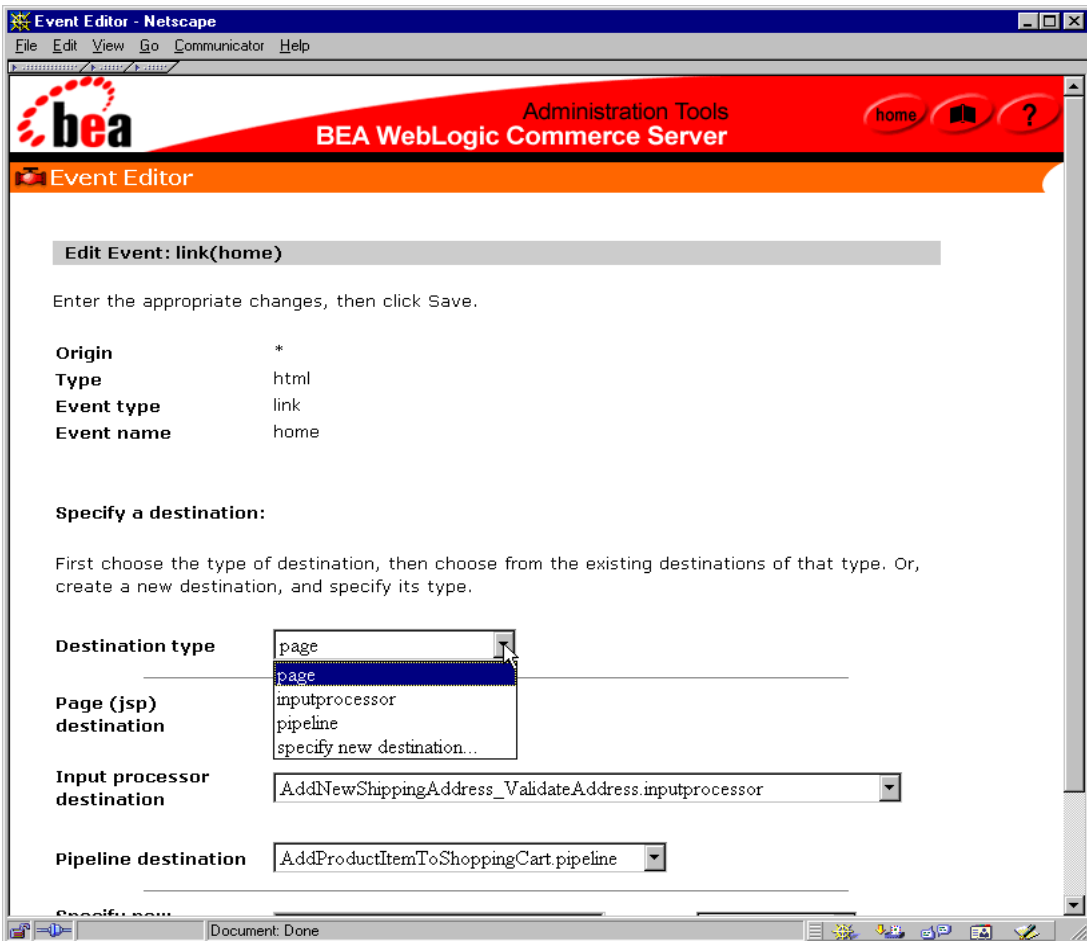 Event Editor - Netscape
File Edit View Go Communicator Help
bea
Administration Tools
BEA WebLogic Commerce Server
home
?
Event Editor
Edit Event: link(home)
Enter the appropriate changes, then click Save.
Origin *
Type html
Event type link
Event name home
Specify a destination:
First choose the type of destination, then choose from the existing destinations of that type. Or,
create a new destination, and specify its type.
Destination type page
page
inputprocessor
pipeline
specify new destination...
Page (jsp)
destination
Input processor
destination
AddNewShippingAddress_ValidateAddress.inputprocessor
Pipeline destination AddProductItemToShoppingCart.pipeline
Specify new
Document: Done